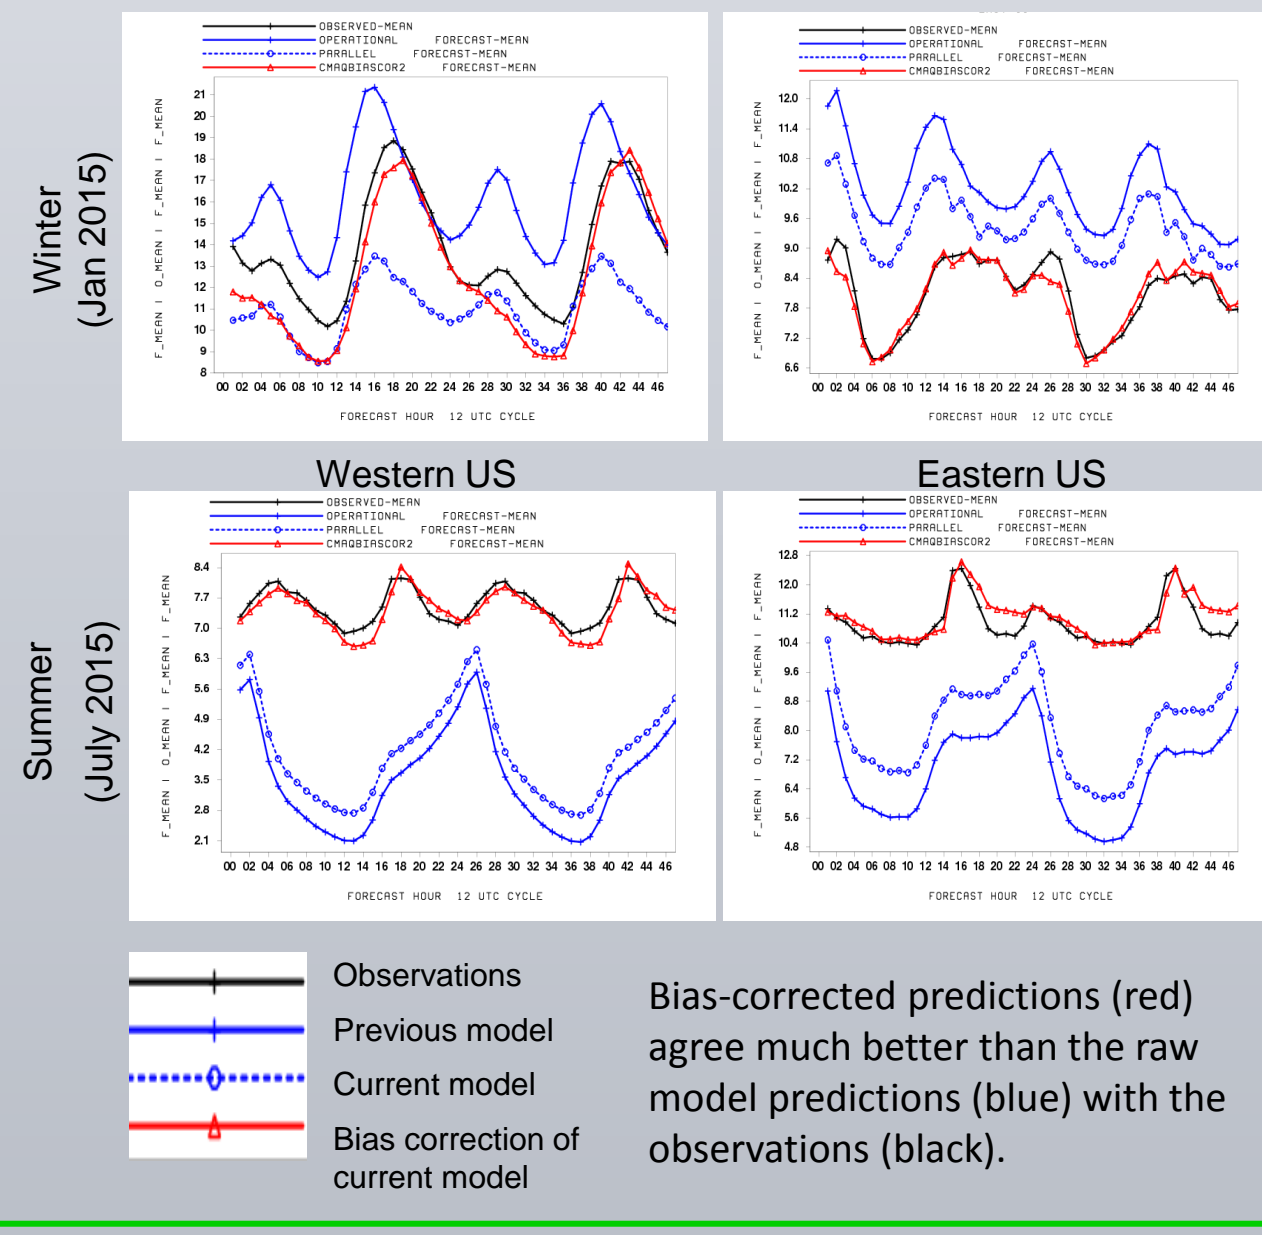 Winter
(Jan 2015)
OBSERVED-MEAN
OPERATIONAL FORECAST-MEAN
PARALLEL FORECAST-MEAN
CMAQBIASCOR2 FORECAST-MEAN
F_MEAN | O_MEAN | F_MEAN | F_MEAN
21
20
19
18
17
16
15
14
13
12
11
10
9
8
00 02 04 06 08 10 12 14 16 18 20 22 24 26 28 30 32 34 36 38 40 42 44 46
FORECAST HOUR 12 UTC CYCLE
OBSERVED-MEAN
OPERATIONAL FORECAST-MEAN
PARALLEL FORECAST-MEAN
CMAQBIASCOR2 FORECAST-MEAN
F_MEAN | O_MEAN | F_MEAN | F_MEAN
12.0
11.4
10.8
10.2
9.6
9.0
8.4
7.8
7.2
6.6
00 02 04 06 08 10 12 14 16 18 20 22 24 26 28 30 32 34 36 38 40 42 44 46
FORECAST HOUR 12 UTC CYCLE
Western US
Eastern US
Summer
(July 2015)
OBSERVED-MEAN
OPERATIONAL FORECAST-MEAN
PARALLEL FORECAST-MEAN
CMAQBIASCOR2 FORECAST-MEAN
F_MEAN | O_MEAN | F_MEAN | F_MEAN
8.4
7.7
7.0
6.3
5.6
4.9
4.2
3.5
2.8
2.1
00 02 04 06 08 10 12 14 16 18 20 22 24 26 28 30 32 34 36 38 40 42 44 46
FORECAST HOUR 12 UTC CYCLE
OBSERVED-MEAN
OPERATIONAL FORECAST-MEAN
PARALLEL FORECAST-MEAN
CMAQBIASCOR2 FORECAST-MEAN
F_MEAN | O_MEAN | F_MEAN | F_MEAN
12.8
12.0
11.2
10.4
9.6
8.8
8.0
7.2
6.4
5.6
4.8
00 02 04 06 08 10 12 14 16 18 20 22 24 26 28 30 32 34 36 38 40 42 44 46
FORECAST HOUR 12 UTC CYCLE
Observations
Previous model
Current model
Bias correction of
current model
Bias-corrected predictions (red)
agree much better than the raw
model predictions (blue) with the
observations (black).